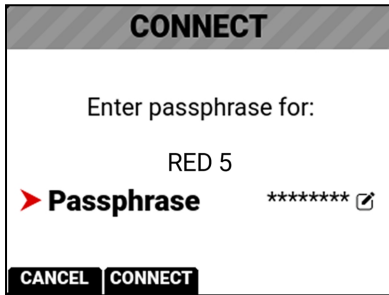 CONNECT
Enter passphrase for:
RED 5
Passphrase ********
CANCEL CONNECT